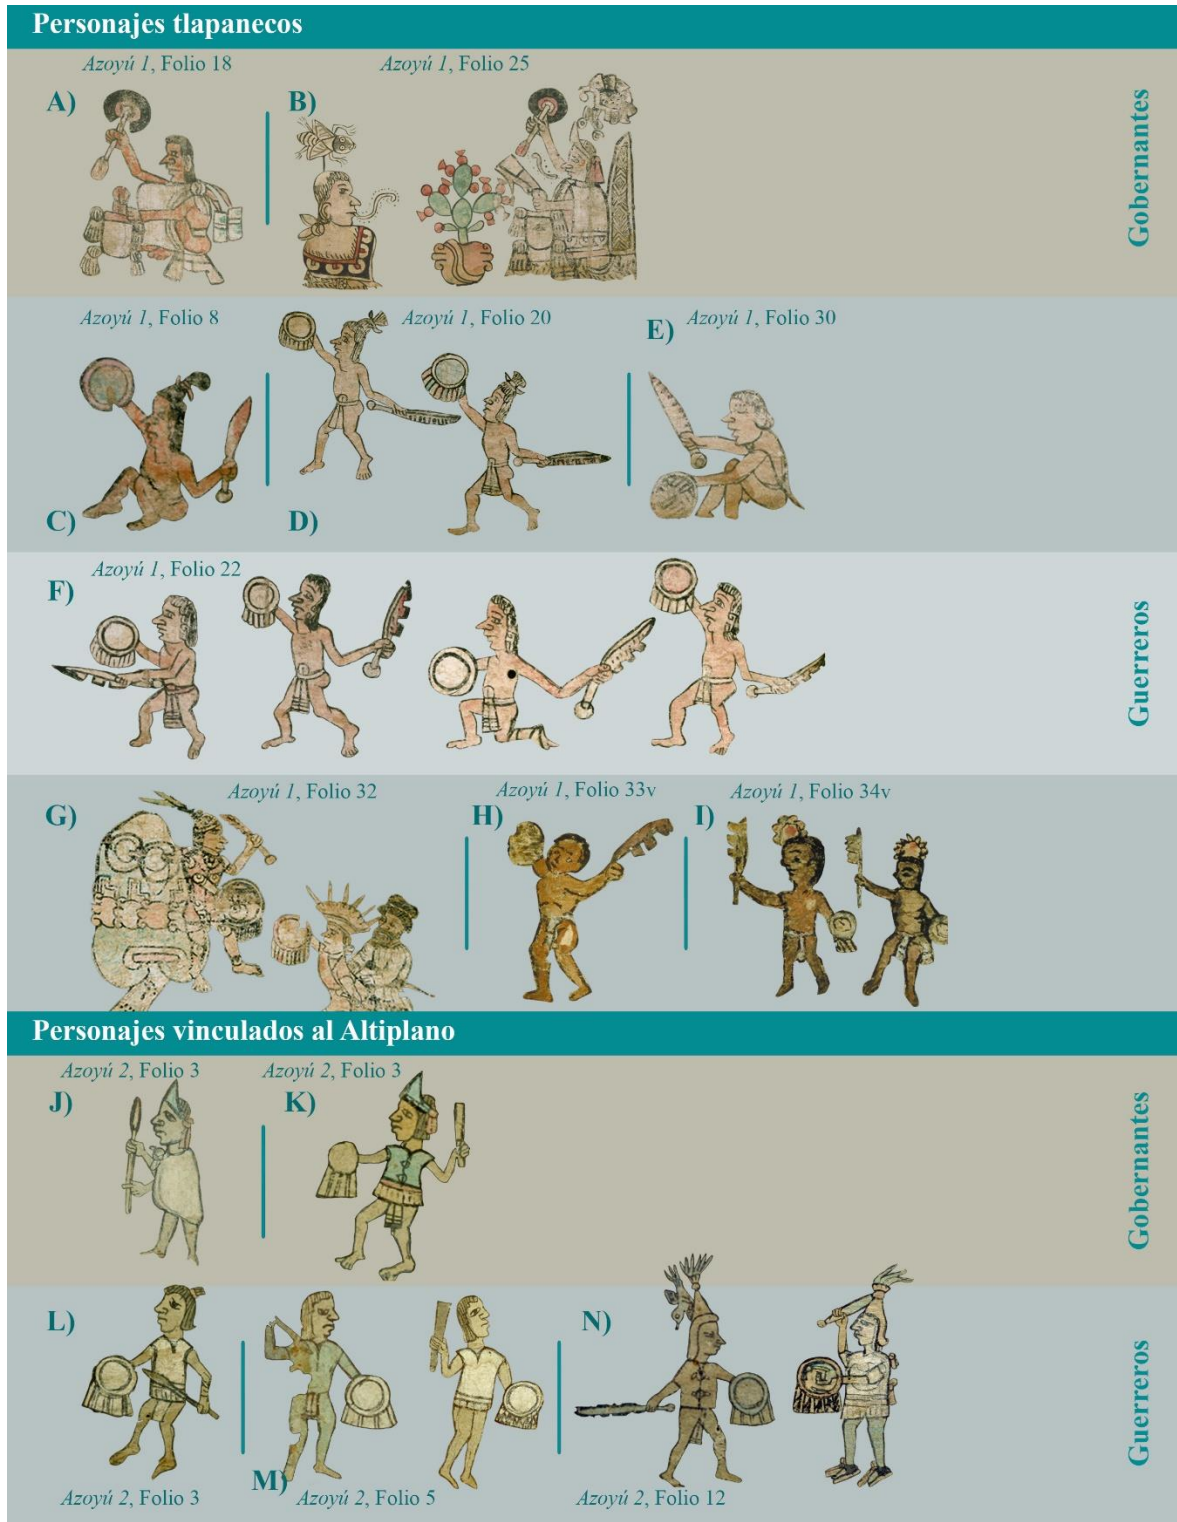 Personajes tlapanecos
Azoyú 1, Folio 18
Azoyú 1, Folio 25
A)
B)
Gobernantes
Azoyú 1, Folio 8
Azoyú 1, Folio 20
E) Azoyú 1, Folio 30
C)
D)
Azoyú 1, Folio 22
F)
Guerreros
Azoyú 1, Folio 32
Azoyú 1, Folio 33v
Azoyú 1, Folio 34v
G)
H)
I)
Personajes vinculados al Altiplano
Azoyú 2, Folio 3
Azoyú 2, Folio 3
J)
K)
Gobernantes
L)
N)
Guerreros
M)
Azoyú 2, Folio 3
Azoyú 2, Folio 5
Azoyú 2, Folio 12